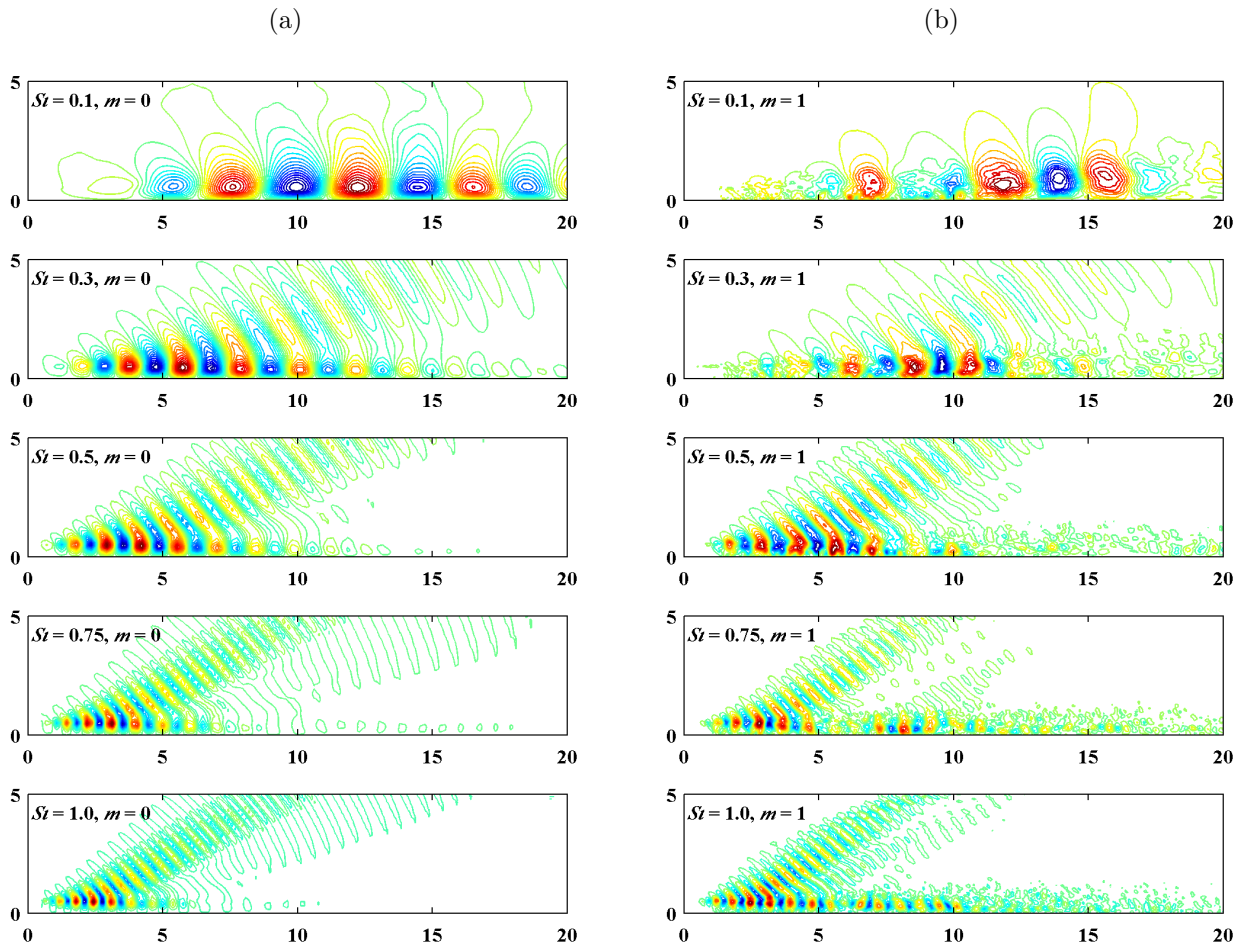 (a)
(b)
5
St = 0.1, m = 0
0
0 5 10 15 20
5
St = 0.1, m = 1
0
0 5 10 15 20
5
St = 0.3, m = 0
0
0 5 10 15 20
5
St = 0.3, m = 1
0
0 5 10 15 20
5
St = 0.5, m = 0
0
0 5 10 15 20
5
St = 0.5, m = 1
0
0 5 10 15 20
5
St = 0.75, m = 0
0
0 5 10 15 20
5
St = 0.75, m = 1
0
0 5 10 15 20
5
St = 1.0, m = 0
0
0 5 10 15 20
5
St = 1.0, m = 1
0
0 5 10 15 20